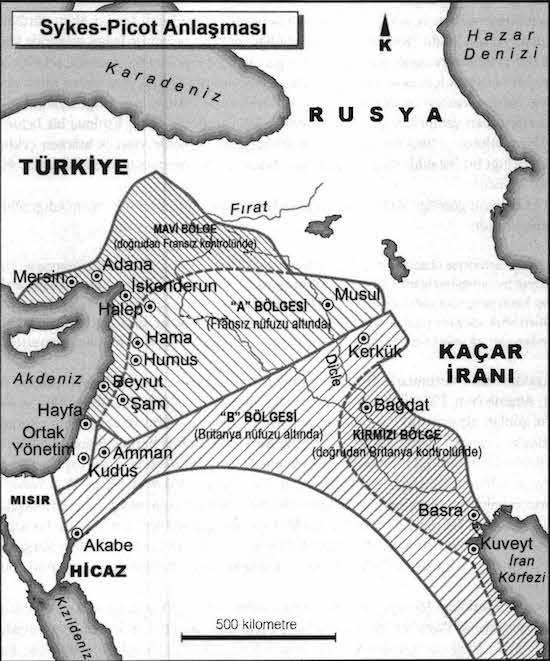 Sykes-Picot Anlaşması
K
Hazar
Denizi
Karadeniz
RUSYA
TÜRKİYE
Fırat
MAVİ BÖLGE
(doğrudan Fransız kontrolünde)
Mersin
Adana
İskenderun
Halep
"A" BÖLGESİ
(Fransız nüfuzu altında)
Musul
Hama
Humus
Kerkük
KAÇAR
İRANI
Dicle
Akdeniz
Beyrut
Şam
Bağdat
Hayfa
"B" BÖLGESİ
(Britanya nüfuzu altında)
KIRMIZI BÖLGE
(doğrudan Britanya kontrolünde)
Ortak
Yönetim
Amman
Kudüs
MISIR
Basra
Akabe
Kuveyt
İran
Körfezi
HİCAZ
Kızıldeniz
500 kilometre